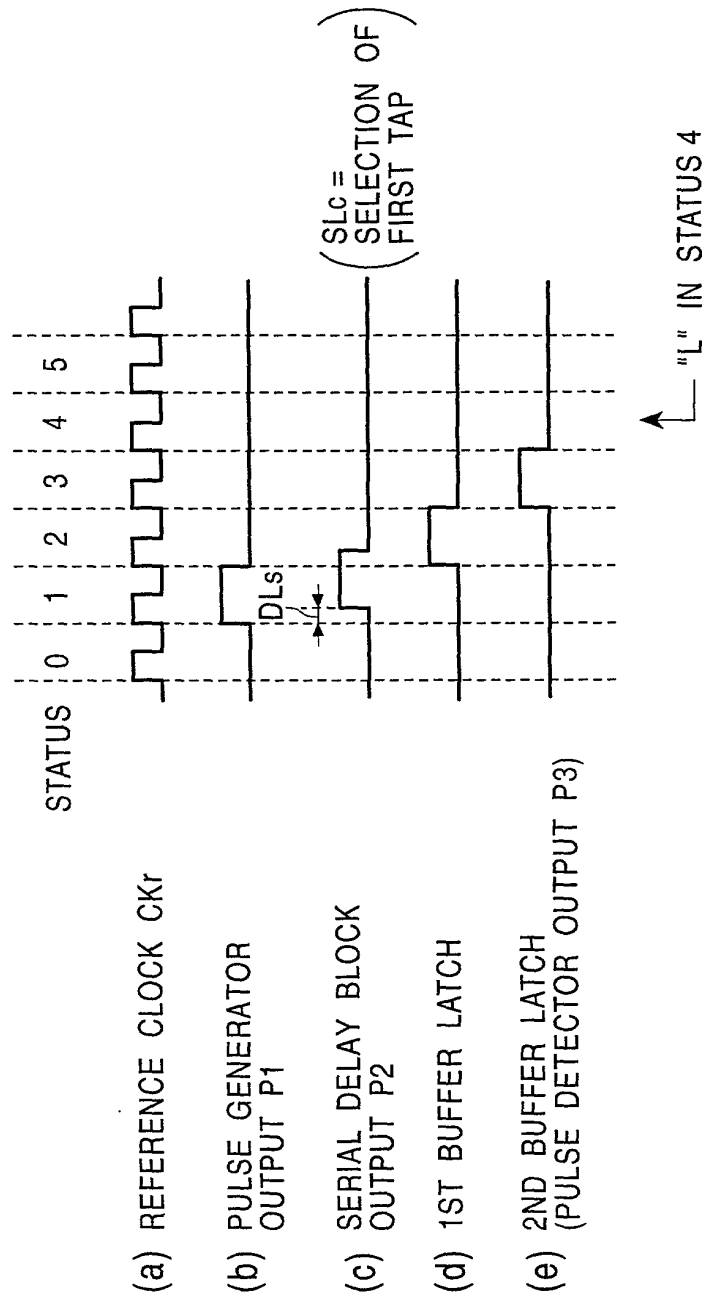 STATUS 0 1 2 3 4 5
(a) REFERENCE CLOCK CKr
(b) PULSE GENERATOR
OUTPUT P1
DLs
(c) SERIAL DELAY BLOCK
OUTPUT P2
(SLc =
SELECTION OF
FIRST TAP)
(d) 1ST BUFFER LATCH
(e) 2ND BUFFER LATCH
(PULSE DETECTOR OUTPUT P3)
"L" IN STATUS 4